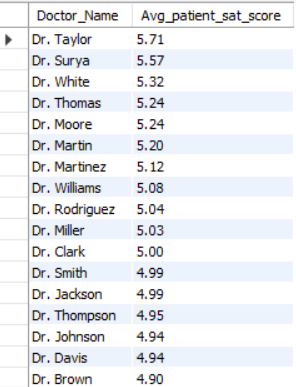 Doctor_Name Avg_patient_sat_score
Dr. Taylor 5.71
Dr. Surya 5.57
Dr. White 5.32
Dr. Thomas 5.24
Dr. Moore 5.24
Dr. Martin 5.20
Dr. Martinez 5.12
Dr. Williams 5.08
Dr. Rodriguez 5.04
Dr. Miller 5.03
Dr. Clark 5.00
Dr. Smith 4.99
Dr. Jackson 4.99
Dr. Thompson 4.95
Dr. Johnson 4.94
Dr. Davis 4.94
Dr. Brown 4.90